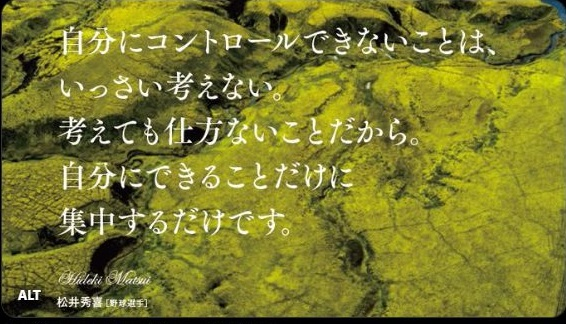 自分にコントロールできないことは、
いっさい考えない。
考えても仕方ないことだから。
自分にできることだけに
集中するだけです。
Hideki Matsui
ALT
松井秀喜［野球選手］